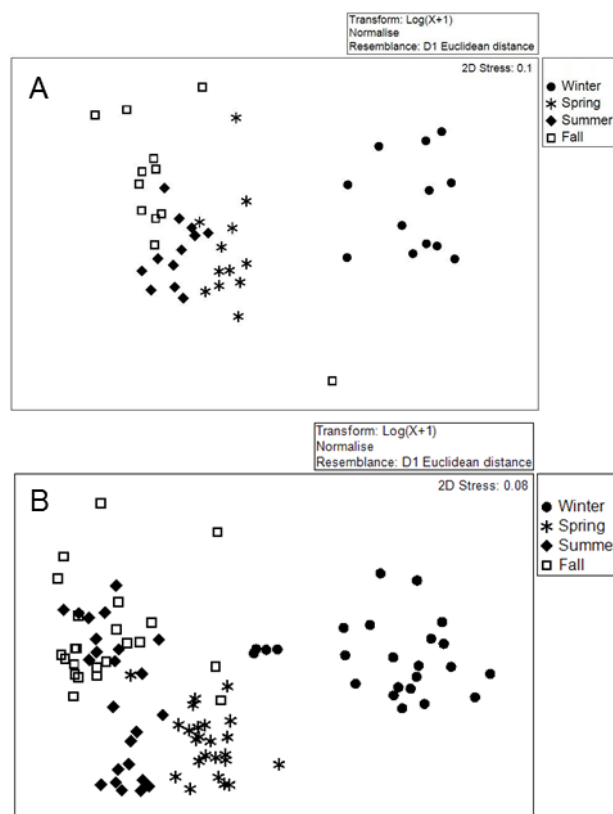 Transform: Log(X+1)
Normalise
Resemblance: D1 Euclidean distance
A
2D Stress: 0.1
Winter
Spring
Summer
Fall
Transform: Log(X+1)
Normalise
Resemblance: D1 Euclidean distance
B
2D Stress: 0.08
Winter
Spring
Summer
Fall